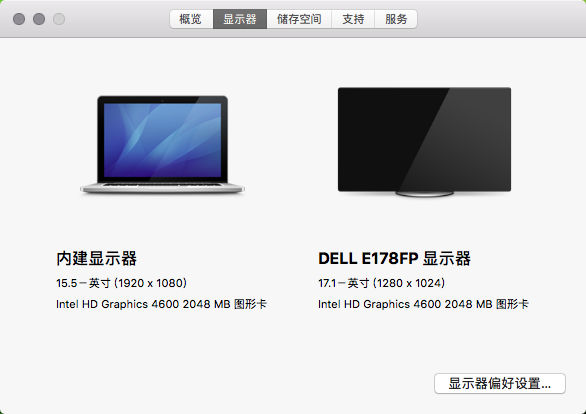 概览 显示器 储存空间 支持 服务
内建显示器
15.5－英寸 (1920 x 1080)
Intel HD Graphics 4600 2048 MB 图形卡
DELL E178FP 显示器
17.1－英寸 (1280 x 1024)
Intel HD Graphics 4600 2048 MB 图形卡
显示器偏好设置...